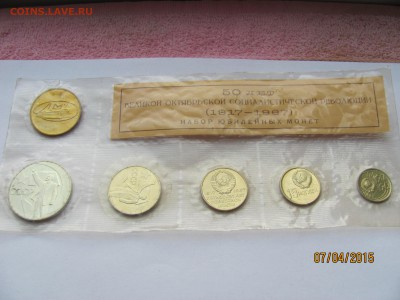 COINS.LAVE.RU
50 лет
ВЕЛИКОЙ ОКТЯБРЬСКОЙ СОЦИАЛИСТИЧЕСКОЙ РЕВОЛЮЦИИ
(1917–1967)
НАБОР ЮБИЛЕЙНЫХ МОНЕТ
07/04/2015